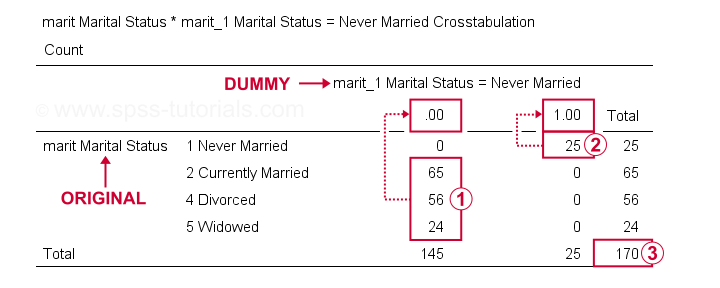 marit Marital Status * marit_1 Marital Status = Never Married Crosstabulation
Count
DUMMY marit_1 Marital Status = Never Married
© www.spss-tutorials.com
.00 1.00 Total
marit Marital Status 1 Never Married 0 25 2 25
2 Currently Married 65 0 65
ORIGINAL 4 Divorced 56 1 0 56
5 Widowed 24 0 24
Total 145 25 170 3